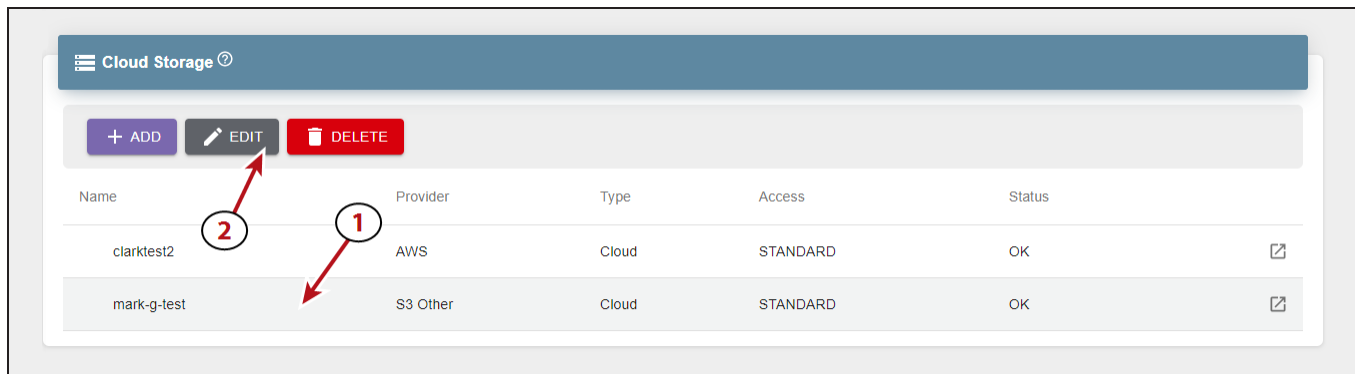 Cloud Storage ?
+ ADD EDIT DELETE
Name Provider Type Access Status
2 1
clarktest2 AWS Cloud STANDARD OK
mark-g-test S3 Other Cloud STANDARD OK